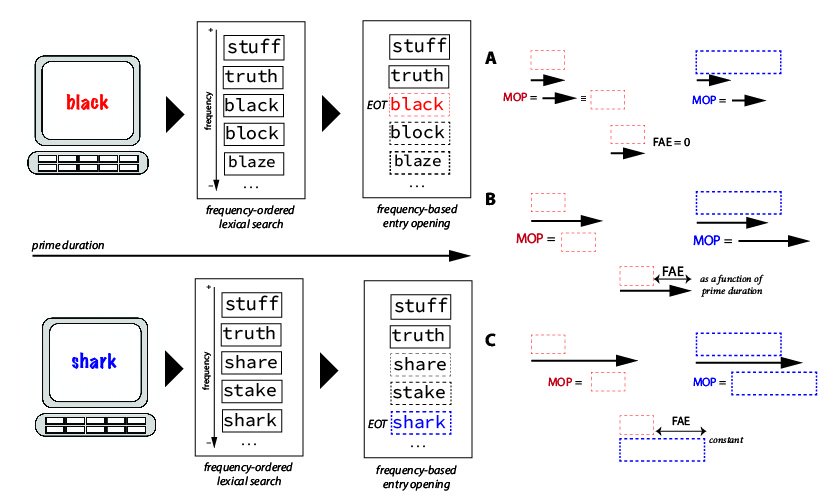 black
+
frequency
–
stuff
truth
black
block
blaze
...
frequency-ordered
lexical search
stuff
truth
EOT black
block
blaze
...
frequency-based
entry opening
prime duration
shark
+
frequency
–
stuff
truth
share
stake
shark
...
frequency-ordered
lexical search
stuff
truth
share
stake
EOT shark
...
frequency-based
entry opening
A
MOP = ≡
MOP =
FAE = 0
B
MOP =
MOP =
FAE
as a function of
prime duration
C
MOP =
MOP =
FAE
constant